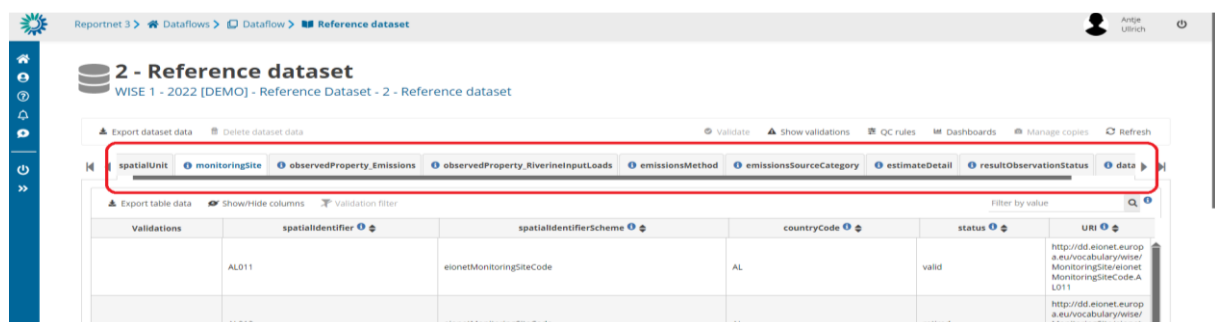 Reportnet 3 > Dataflows > Dataflow > Reference dataset
Antje
Ullrich
2 - Reference dataset
WISE 1 - 2022 [DEMO] - Reference Dataset - 2 - Reference dataset
Export dataset data Delete dataset data Validate Show validations QC rules Dashboards Manage copies Refresh
spatialUnit monitoringSite observedProperty_Emissions observedProperty_RiverineInputLoads emissionsMethod emissionsSourceCategory estimateDetail resultObservationStatus data
Export table data Show/Hide columns Validation filter Filter by value
Validations spatialIdentifier spatialIdentifierScheme countryCode status URI
http://dd.eionet.europ
a.eu/vocabulary/wise/
AL011 eionetMonitoringSiteCode AL valid MonitoringSite/eionet
MonitoringSiteCode.A
L011
http://dd.eionet.europ
a.eu/vocabulary/wise/